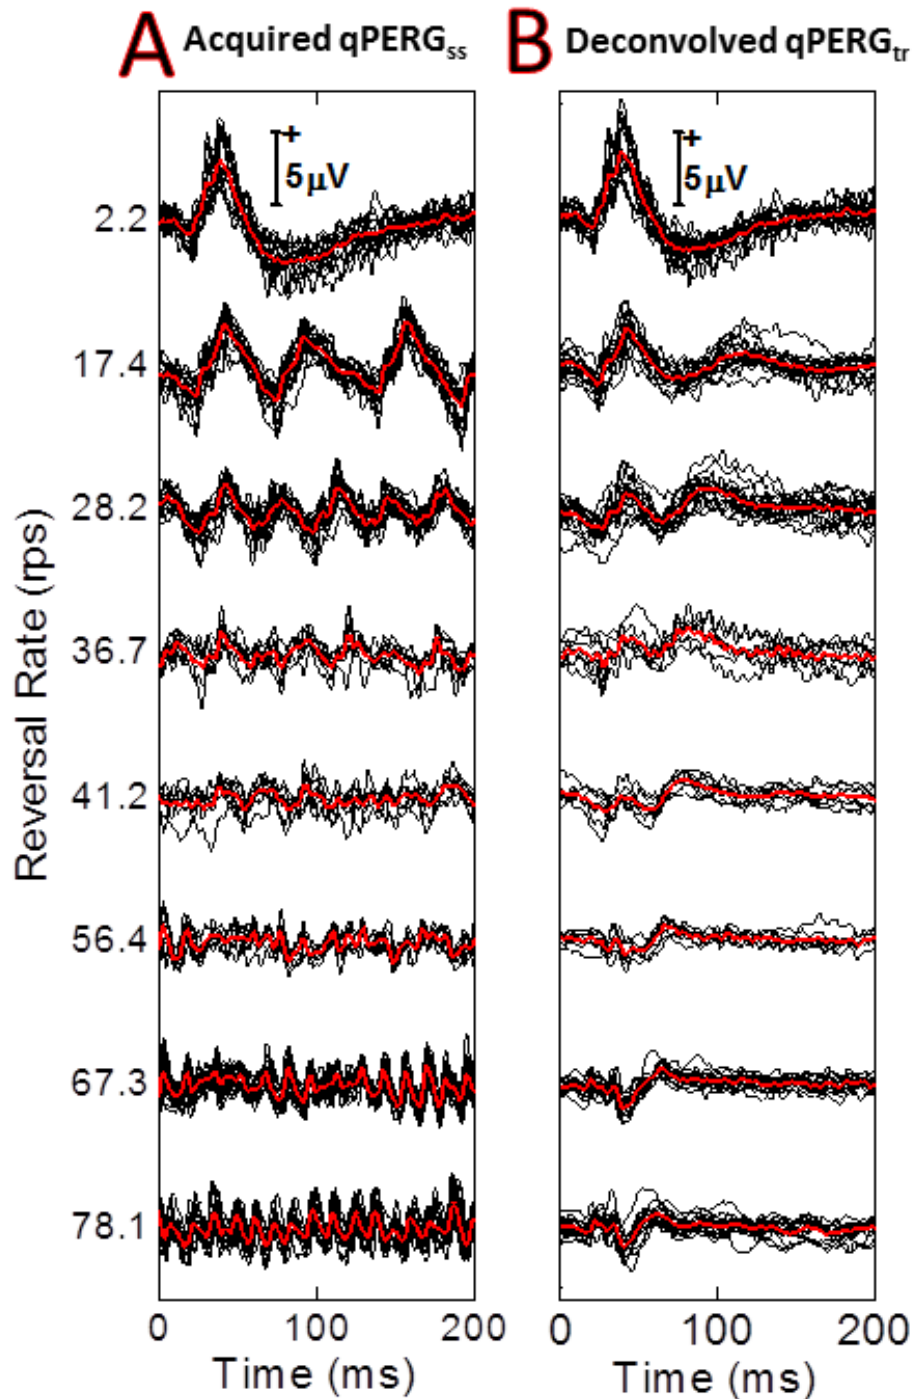 A Acquired qPERGss
B Deconvolved qPERGtr
+
5μV
+
5μV
Reversal Rate (rps)
2.2
17.4
28.2
36.7
41.2
56.4
67.3
78.1
0 100 200
0 100 200
Time (ms)
Time (ms)